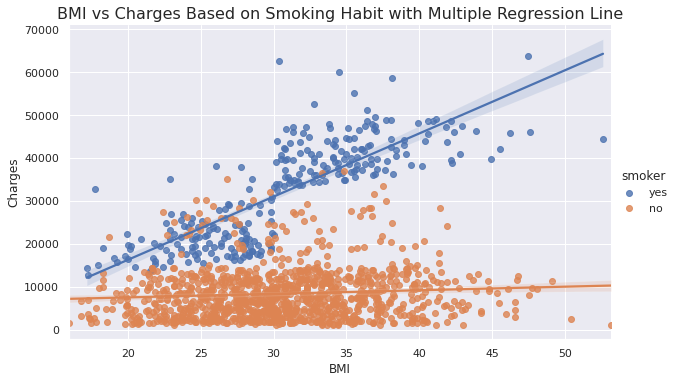 BMI vs Charges Based on Smoking Habit with Multiple Regression Line
70000
60000
50000
40000
30000
20000
10000
0
Charges
20 25 30 35 40 45 50
BMI
smoker
yes
no